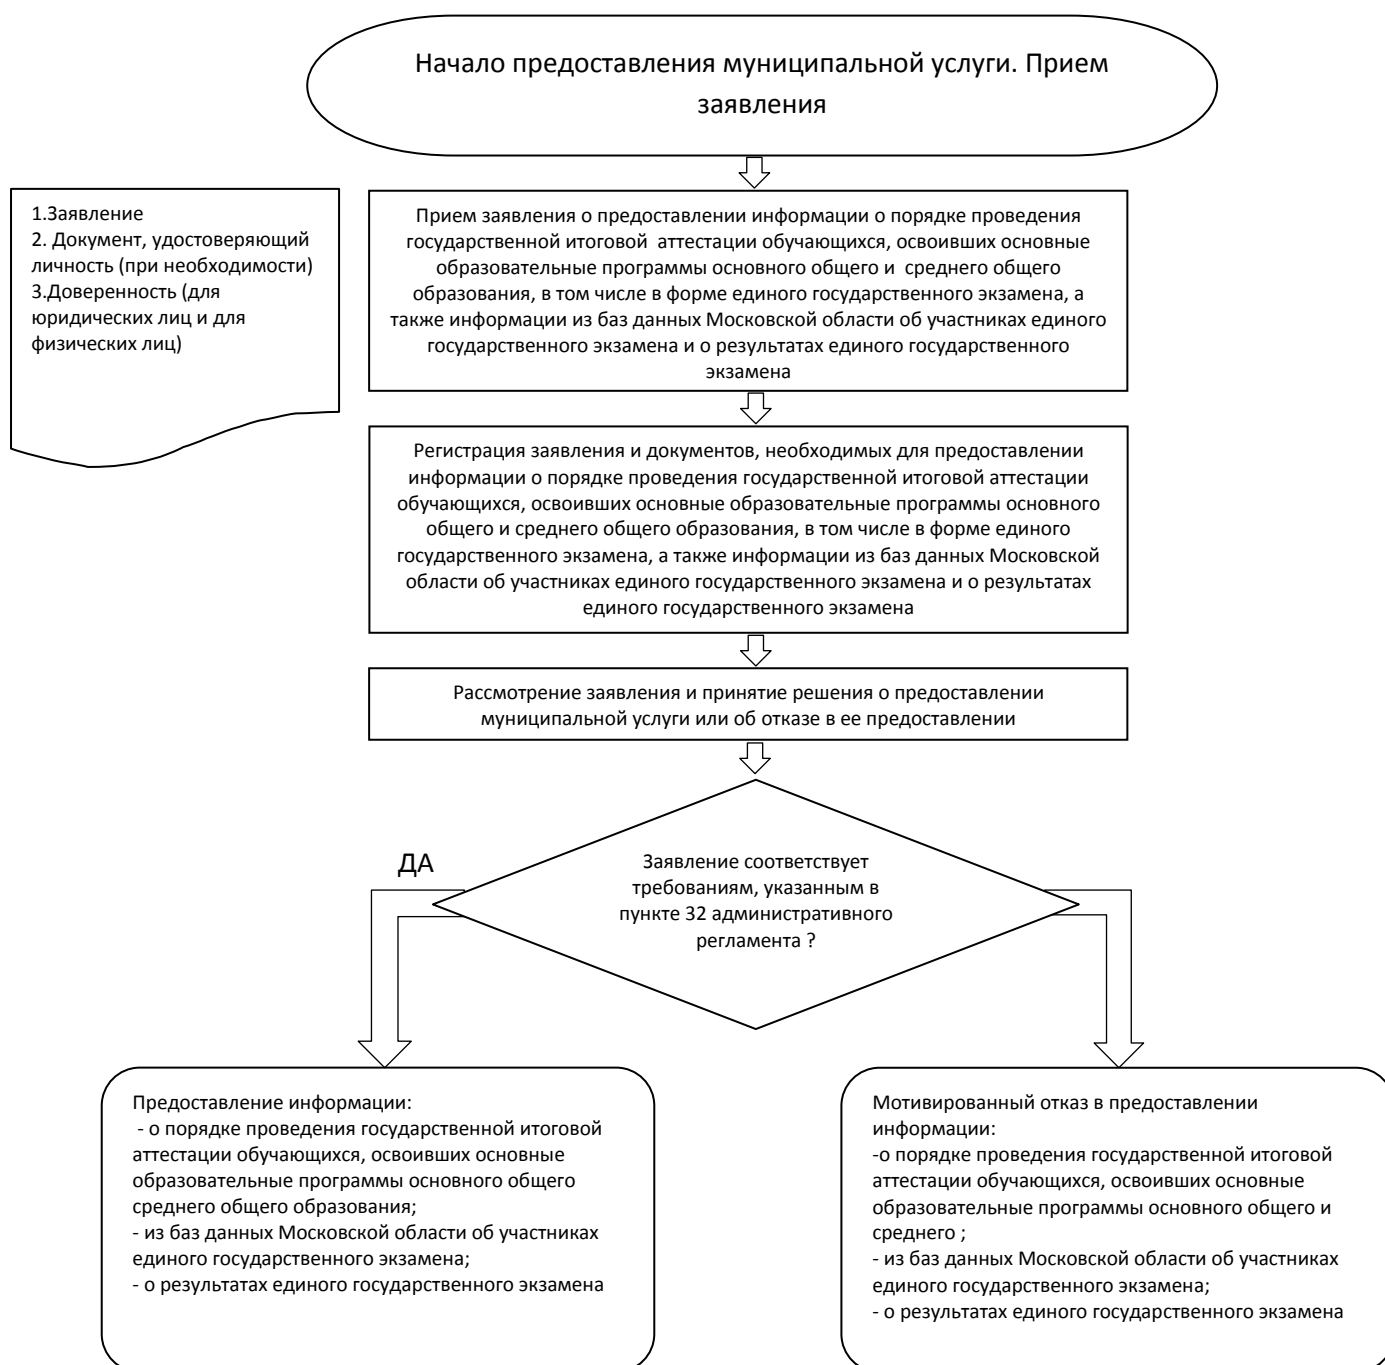 Начало предоставления муниципальной услуги. Прием
заявления
1.Заявление
2. Документ, удостоверяющий
личность (при необходимости)
3.Доверенность (для
юридических лиц и для
физических лиц)
Прием заявления о предоставлении информации о порядке проведения
государственной итоговой аттестации обучающихся, освоивших основные
образовательные программы основного общего и среднего общего
образования, в том числе в форме единого государственного экзамена, а
также информации из баз данных Московской области об участниках единого
государственного экзамена и о результатах единого государственного
экзамена
Регистрация заявления и документов, необходимых для предоставлении
информации о порядке проведения государственной итоговой аттестации
обучающихся, освоивших основные образовательные программы основного
общего и среднего общего образования, в том числе в форме единого
государственного экзамена, а также информации из баз данных Московской
области об участниках единого государственного экзамена и о результатах
единого государственного экзамена
Рассмотрение заявления и принятие решения о предоставлении
муниципальной услуги или об отказе в ее предоставлении
Заявление соответствует
требованиям, указанным в
пункте 32 административного
регламента ?
ДА
Предоставление информации:
- о порядке проведения государственной итоговой
аттестации обучающихся, освоивших основные
образовательные программы основного общего
среднего общего образования;
- из баз данных Московской области об участниках
единого государственного экзамена;
- о результатах единого государственного экзамена
Мотивированный отказ в предоставлении
информации:
-о порядке проведения государственной итоговой
аттестации обучающихся, освоивших основные
образовательные программы основного общего и
среднего ;
- из баз данных Московской области об участниках
единого государственного экзамена;
- о результатах единого государственного экзамена